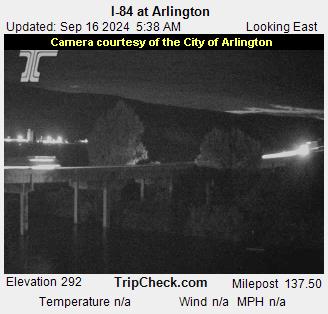 I-84 at Arlington
Updated: Sep 16 2024 5:38 AM Looking East
Camera courtesy of the City of Arlington
Elevation 292 TripCheck.com Milepost 137.50
Temperature n/a Wind n/a MPH n/a